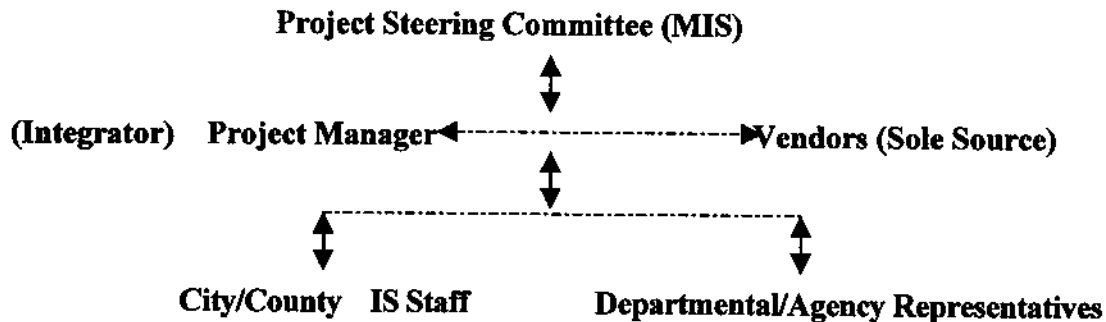 Project Steering Committee (MIS)
(Integrator) Project Manager Vendors (Sole Source)
City/County IS Staff Departmental/Agency Representatives